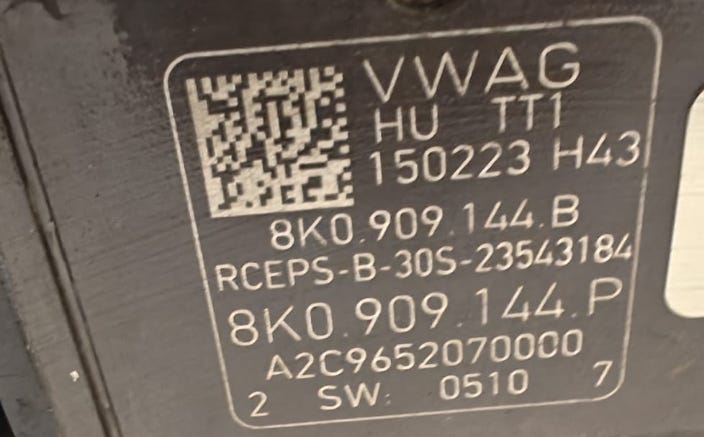 VWAG
HU TT1
150223 H43
8K0.909.144.B
RCEPS-B-30S-23543184
8K0.909.144.P
A2C9652070000
2 SW: 0510 7